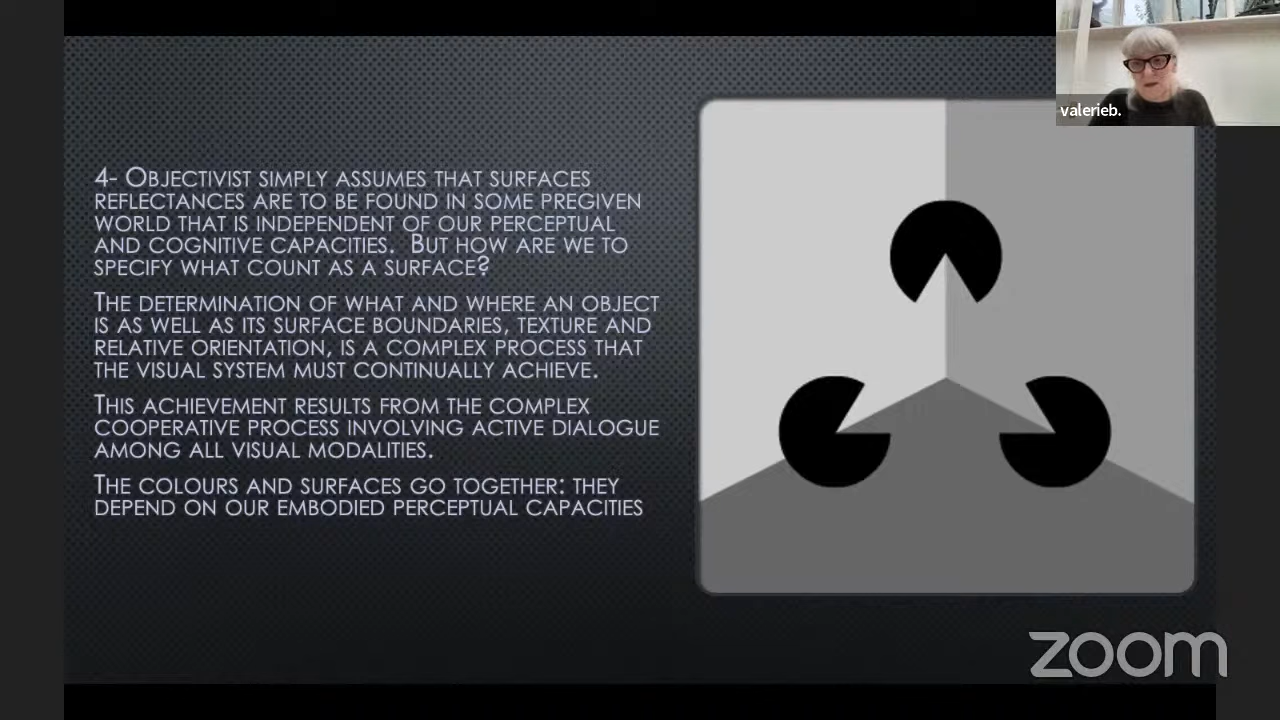 valerieb.
4- Objectivist simply assumes that surfaces
reflectances are to be found in some pregiven
world that is independent of our perceptual
and cognitive capacities. But how are we to
specify what count as a surface?
The determination of what and where an object
is as well as its surface boundaries, texture and
relative orientation, is a complex process that
the visual system must continually achieve.
This achievement results from the complex
cooperative process involving active dialogue
among all visual modalities.
The colours and surfaces go together: they
depend on our embodied perceptual capacities
zoom